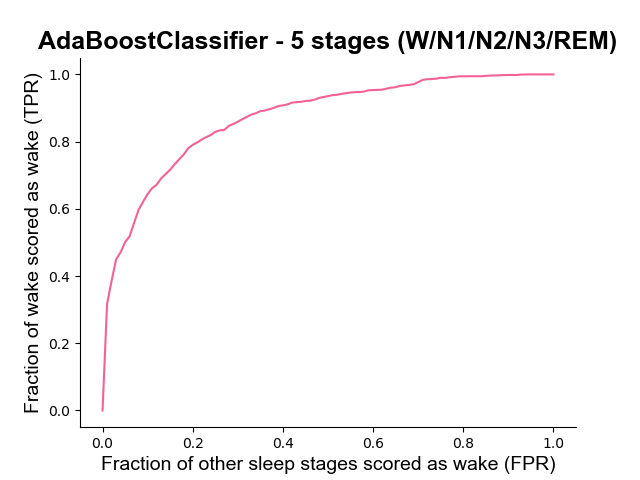 AdaBoostClassifier - 5 stages (W/N1/N2/N3/REM)
Fraction of wake scored as wake (TPR)
1.0
0.8
0.6
0.4
0.2
0.0
0.0 0.2 0.4 0.6 0.8 1.0
Fraction of other sleep stages scored as wake (FPR)